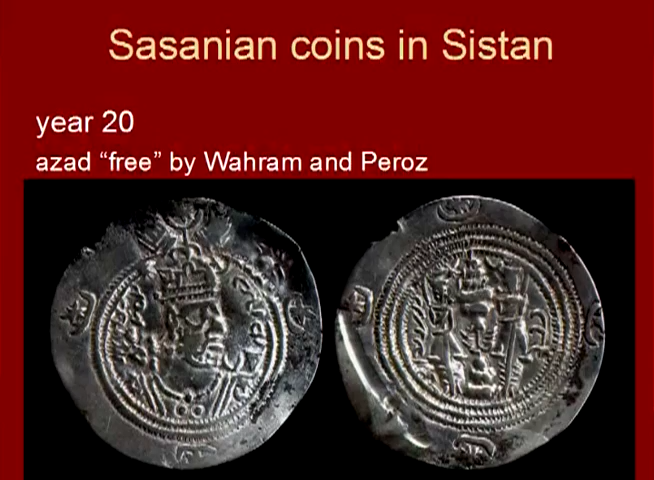 Sasanian coins in Sistan
year 20
azad “free” by Wahram and Peroz